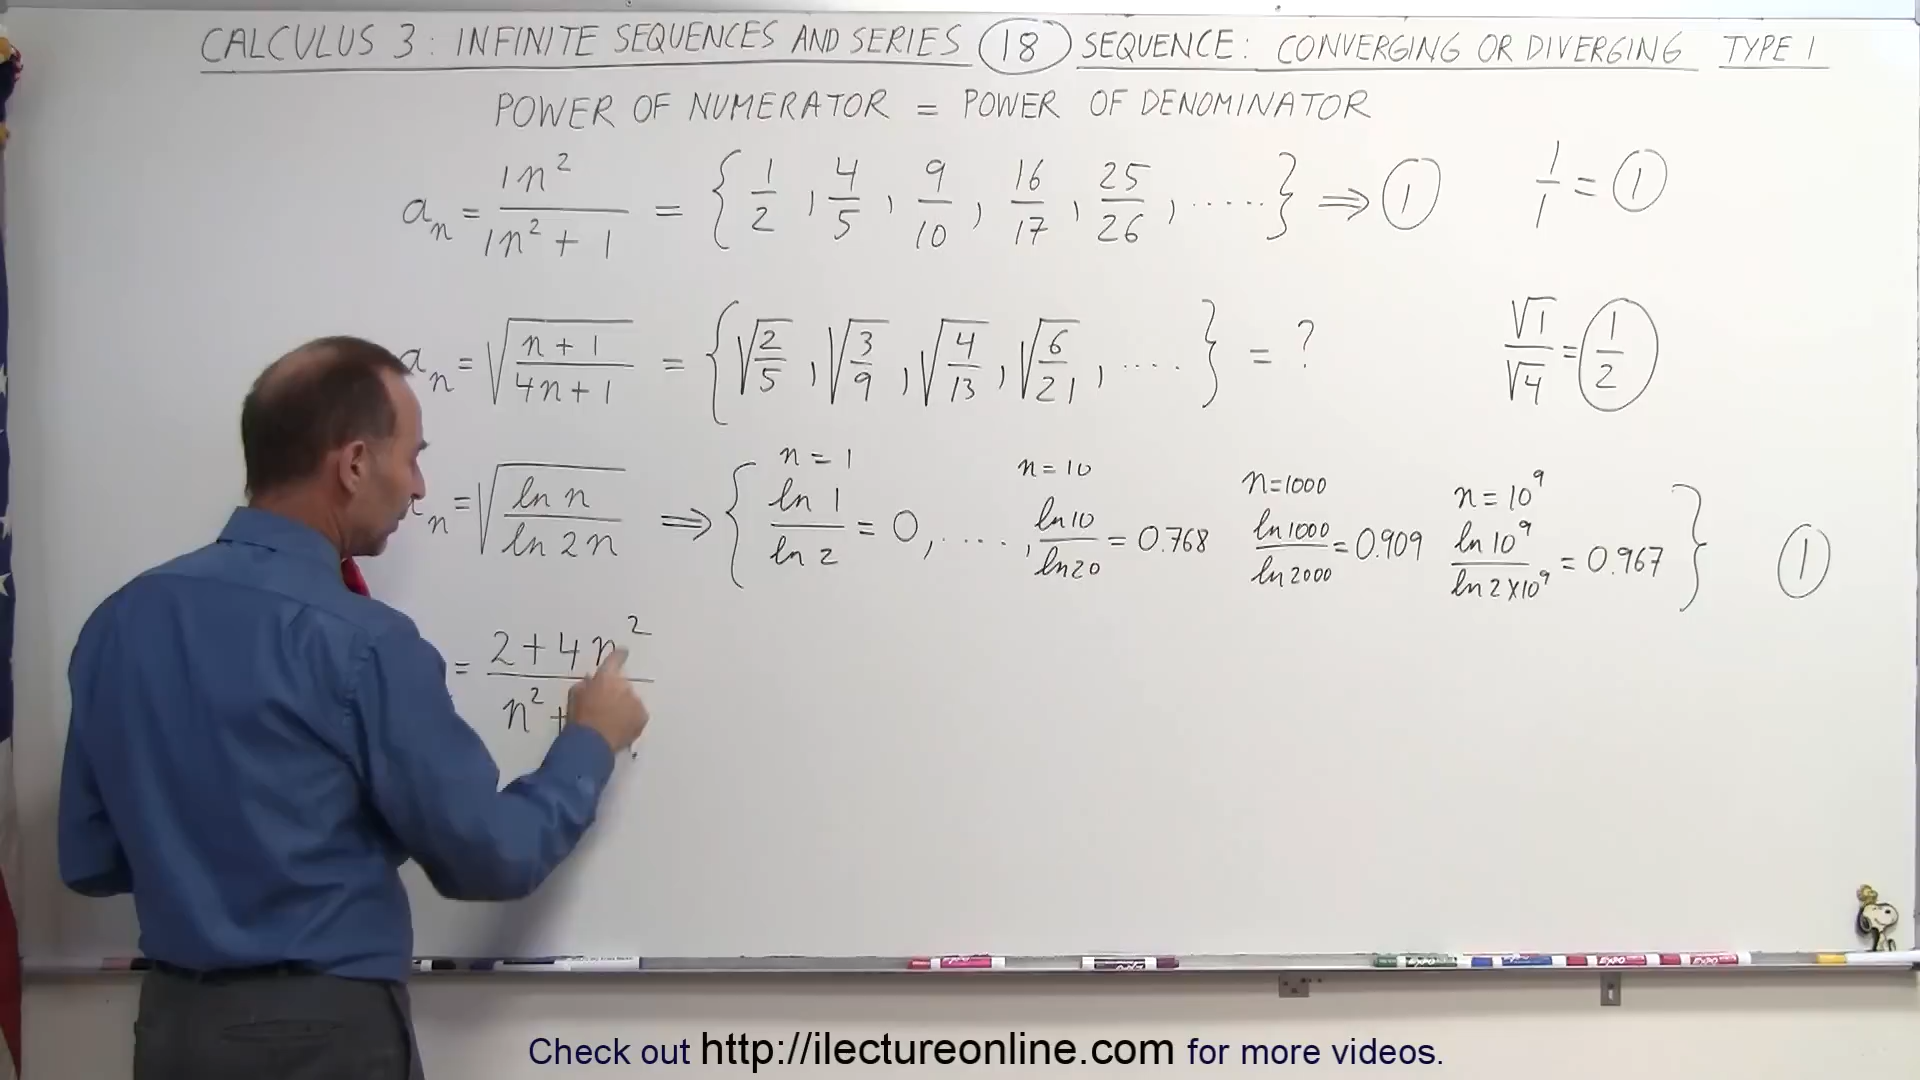 CALCULUS 3: INFINITE SEQUENCES AND SERIES (18) SEQUENCE: CONVERGING OR DIVERGING TYPE 1
POWER OF NUMERATOR = POWER OF DENOMINATOR
aₙ = 1n² / 1n² + 1 = { 1/2, 4/5, 9/10, 16/17, 25/26, ..... } ⇒ 1    1/1 = 1
aₙ = √(n+1 / 4n+1) = { √(2/5), √(3/9), √(4/13), √(6/21), .... } = ?    √1/√4 = 1/2
n = 1    n = 10    n=1000    n = 10⁹
n = √(ln n / ln 2n) ⇒ { ln 1 / ln 2 = 0, ...., ln10 / ln20 = 0.768    ln1000 / ln2000 = 0.909    ln 10⁹ / ln 2×10⁹ = 0.967 }    1
= 2 + 4n² / n² +
Check out http://ilectureonline.com for more videos.